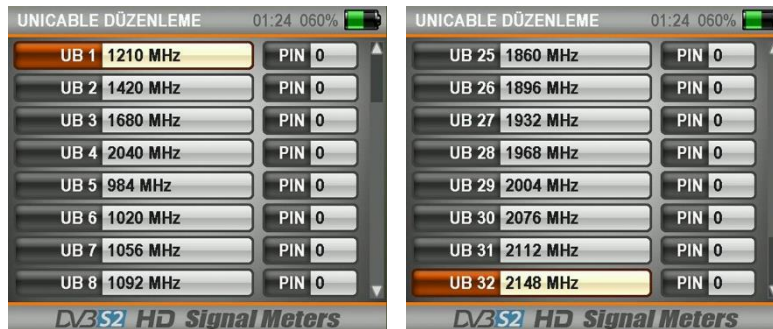 UNICABLE DÜZENLEME 01:24 060%
UB 1 1210 MHz PIN 0
UB 2 1420 MHz PIN 0
UB 3 1680 MHz PIN 0
UB 4 2040 MHz PIN 0
UB 5 984 MHz PIN 0
UB 6 1020 MHz PIN 0
UB 7 1056 MHz PIN 0
UB 8 1092 MHz PIN 0
DVB S2 HD Signal Meters
UNICABLE DÜZENLEME 01:24 060%
UB 25 1860 MHz PIN 0
UB 26 1896 MHz PIN 0
UB 27 1932 MHz PIN 0
UB 28 1968 MHz PIN 0
UB 29 2004 MHz PIN 0
UB 30 2076 MHz PIN 0
UB 31 2112 MHz PIN 0
UB 32 2148 MHz PIN 0
DVB S2 HD Signal Meters